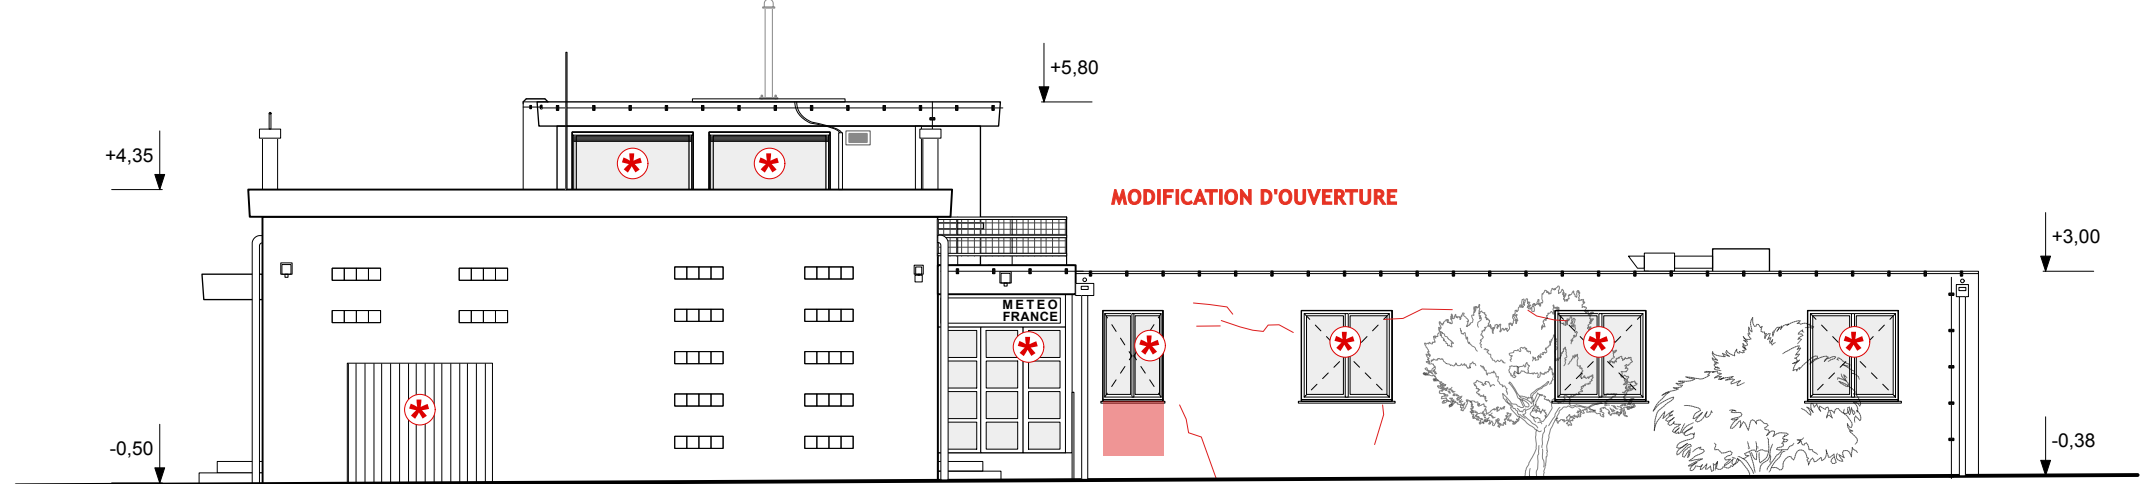 +5,80
+4,35
MODIFICATION D'OUVERTURE
+3,00
METEO
FRANCE
-0,50
-0,38